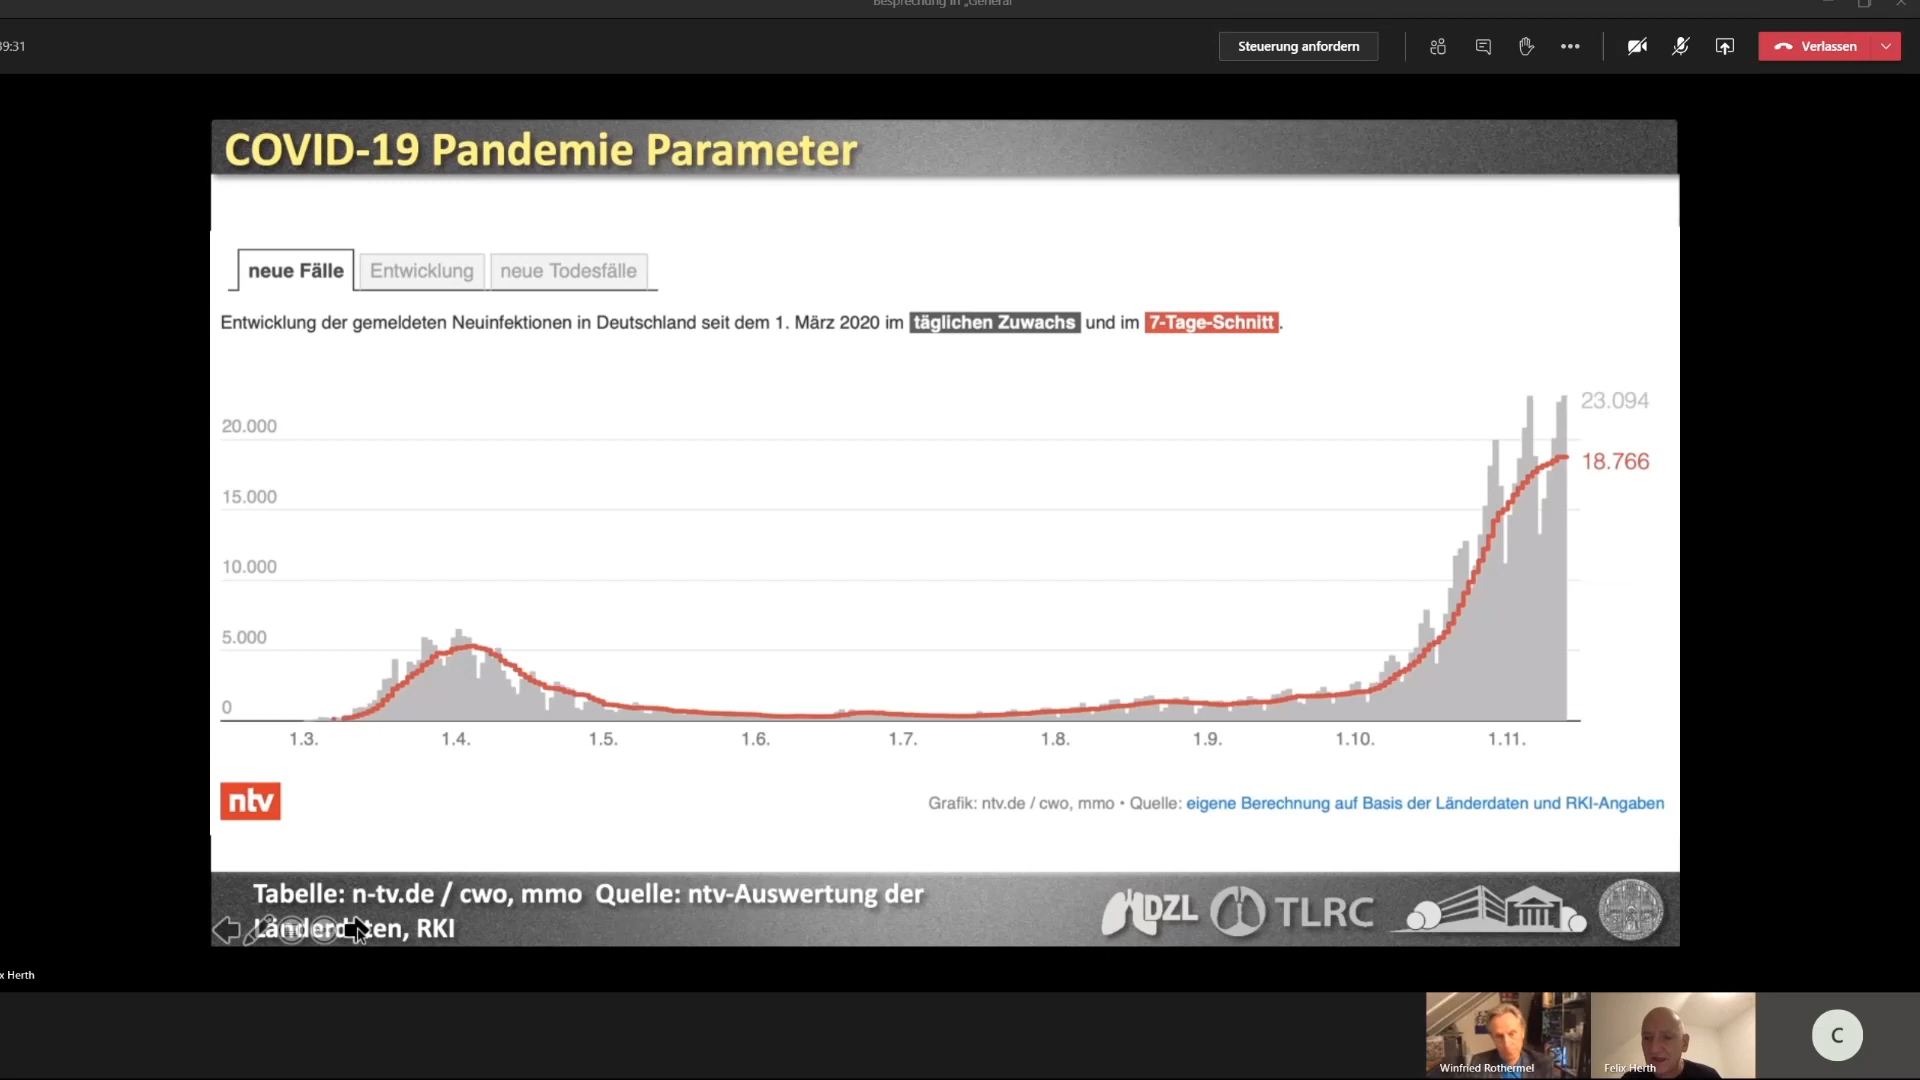 Besprechung in „General"
39:31
Steuerung anfordern
Verlassen
COVID-19 Pandemie Parameter
neue Fälle
Entwicklung
neue Todesfälle
Entwicklung der gemeldeten Neuinfektionen in Deutschland seit dem 1. März 2020 im täglichen Zuwachs und im 7-Tage-Schnitt.
23.094
20.000
18.766
15.000
10.000
5.000
0
1.3. 1.4. 1.5. 1.6. 1.7. 1.8. 1.9. 1.10. 1.11.
ntv
Grafik: ntv.de / cwo, mmo • Quelle: eigene Berechnung auf Basis der Länderdaten und RKI-Angaben
Tabelle: n-tv.de / cwo, mmo Quelle: ntv-Auswertung der
Länderdaten, RKI
DZL
TLRC
x Herth
Winfried Rothermel
Felix Herth
C